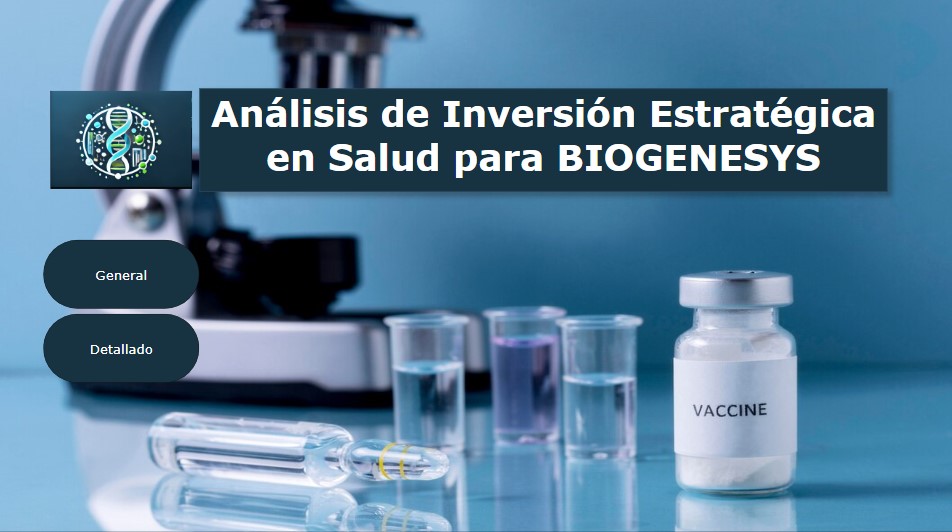 Análisis de Inversión Estratégica
en Salud para BIOGENESYS
General
Detallado
VACCINE